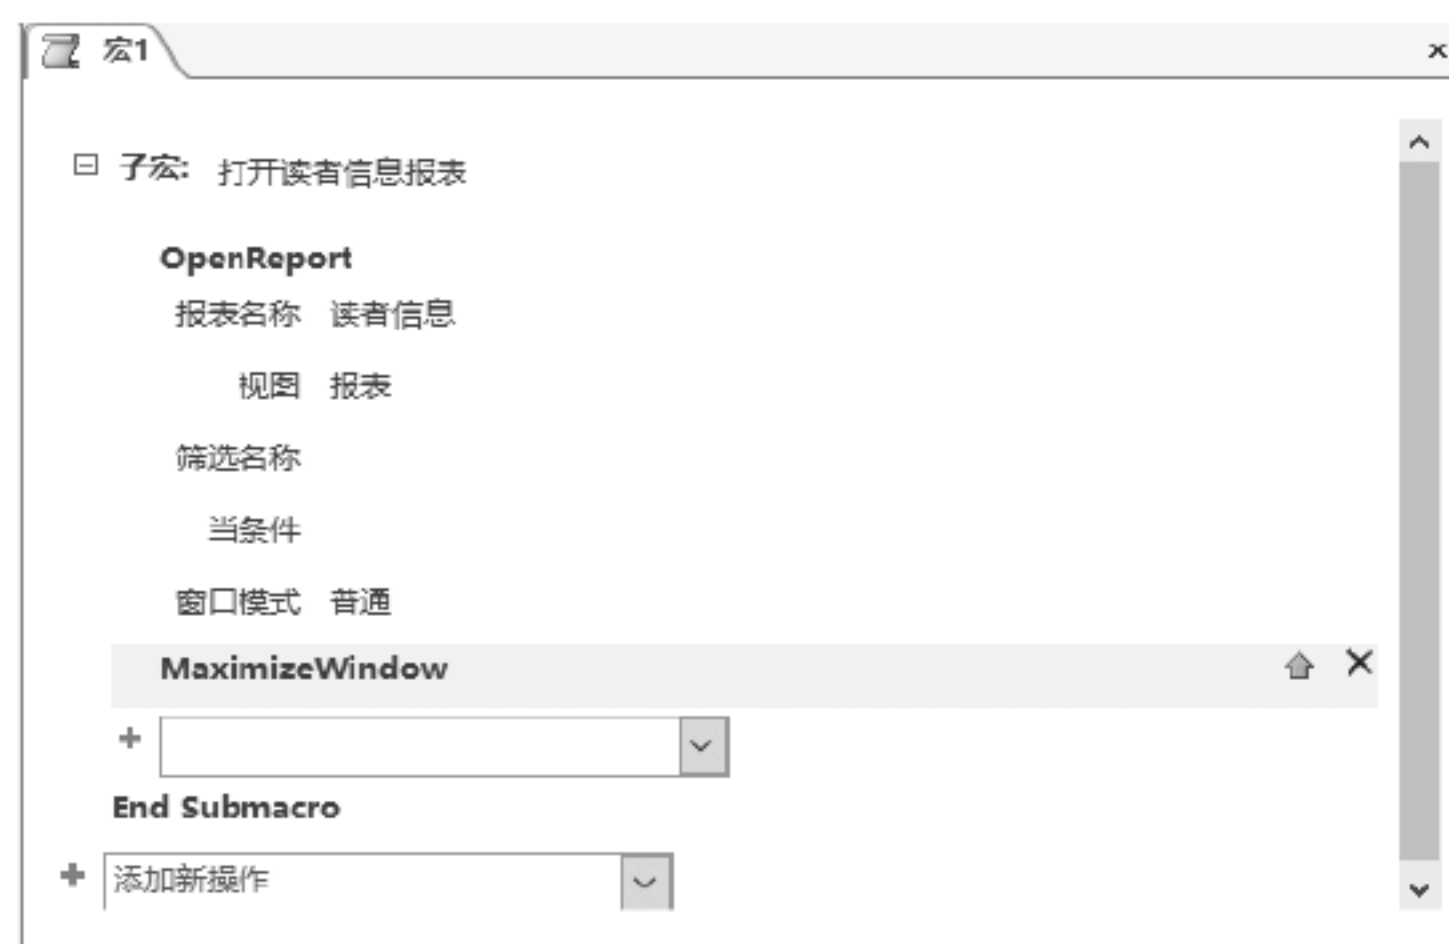 宏1
子宏: 打开读者信息报表
OpenReport
报表名称 读者信息
视图 报表
筛选名称
当条件
窗口模式 普通
MaximizeWindow
End Submacro
添加新操作